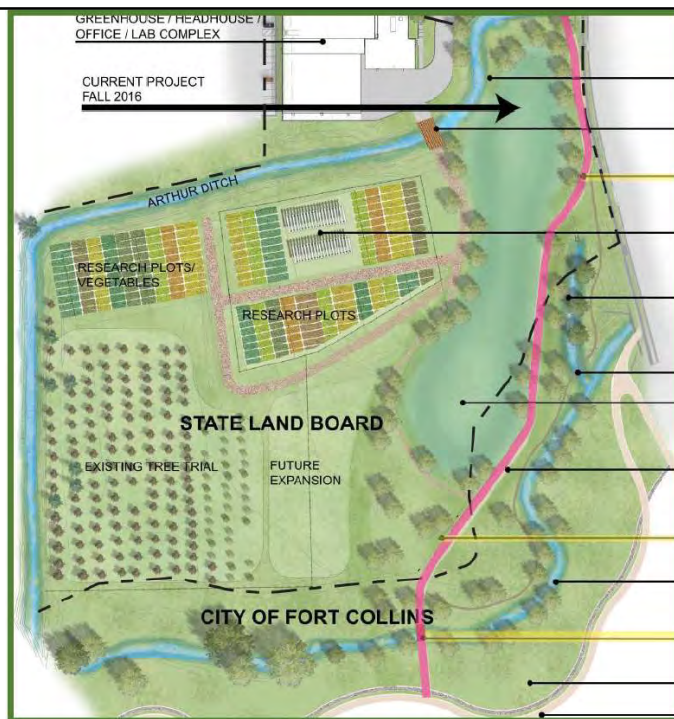 GREENHOUSE / HEADHOUSE /
OFFICE / LAB COMPLEX
CURRENT PROJECT
FALL 2016
ARTHUR DITCH
RESEARCH PLOTS/
VEGETABLES
RESEARCH PLOTS
STATE LAND BOARD
EXISTING TREE TRIAL
FUTURE
EXPANSION
CITY OF FORT COLLINS